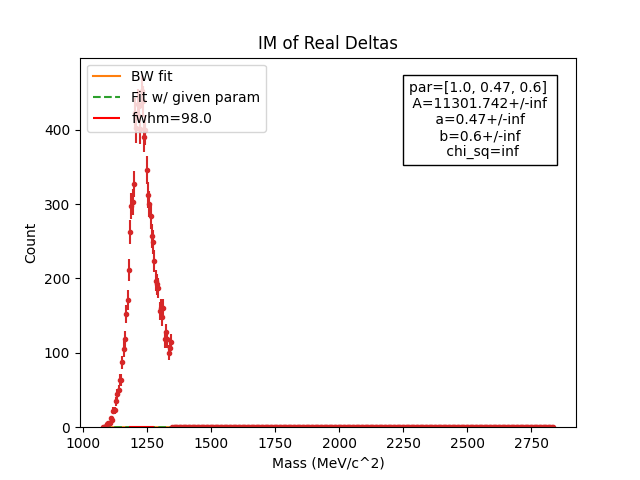 IM of Real Deltas
BW fit
Fit w/ given param
fwhm=98.0
par=[1.0, 0.47, 0.6]
A=11301.742+/-inf
a=0.47+/-inf
b=0.6+/-inf
chi_sq=inf
Count
400
300
200
100
0
1000 1250 1500 1750 2000 2250 2500 2750
Mass (MeV/c^2)